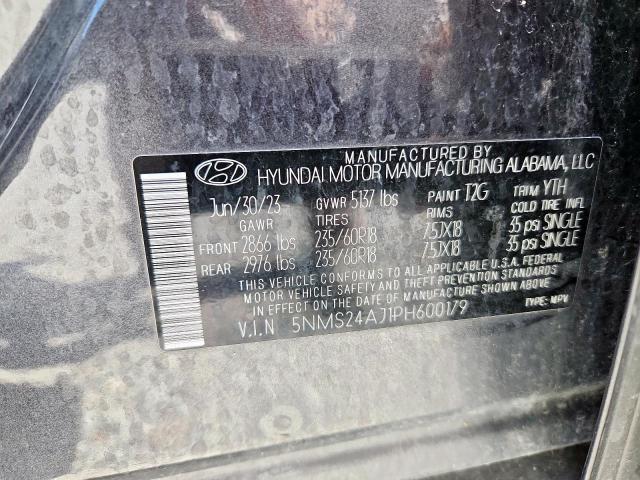 MANUFACTURED BY
HYUNDAI MOTOR MANUFACTURING ALABAMA, LLC
Jun/30/23 GVWR 5137 lbs PAINT T2G TRIM YTH
GAWR TIRES RIMS COLD TIRE INFL
FRONT 2866 lbs 235/60R18 7.5JX18 35 psi SINGLE
REAR 2976 lbs 235/60R18 7.5JX18 35 psi SINGLE
THIS VEHICLE CONFORMS TO ALL APPLICABLE U.S.A. FEDERAL
MOTOR VEHICLE SAFETY AND THEFT PREVENTION STANDARDS
IN EFFECT ON THE DATE OF MANUFACTURE SHOWN ABOVE.
V.I.N 5NMS24AJ1PH600179 TYPE: MPV